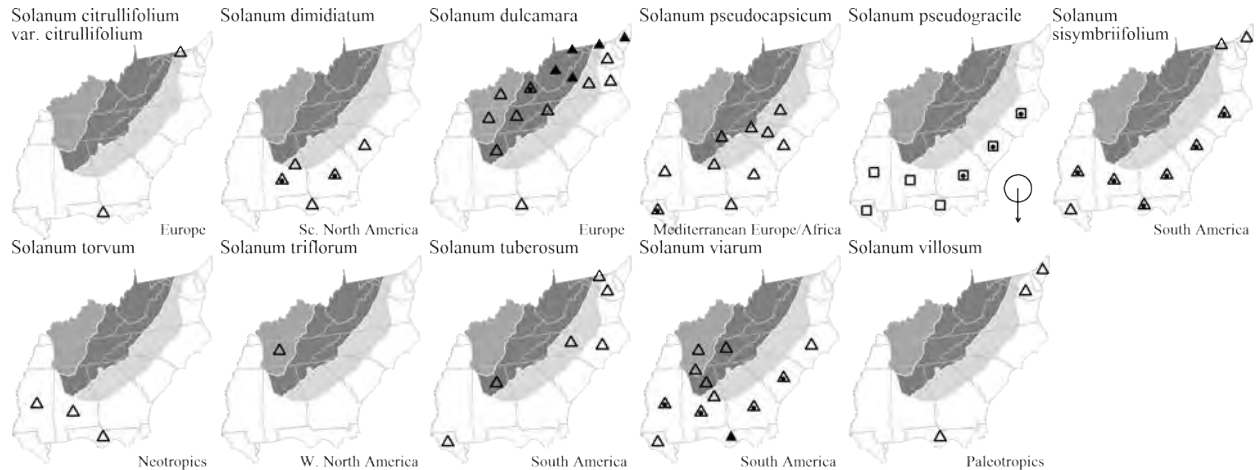 Solanum citrullifolium
var. citrullifolium
Solanum dimidiatum
Solanum dulcamara
Solanum pseudocapsicum
Solanum pseudogracile
Solanum
sisymbriifolium
Europe
Sc. North America
Europe
Mediterranean Europe/Africa
South America
Solanum torvum
Solanum triflorum
Solanum tuberosum
Solanum viarum
Solanum villosum
Neotropics
W. North America
South America
South America
Paleotropics